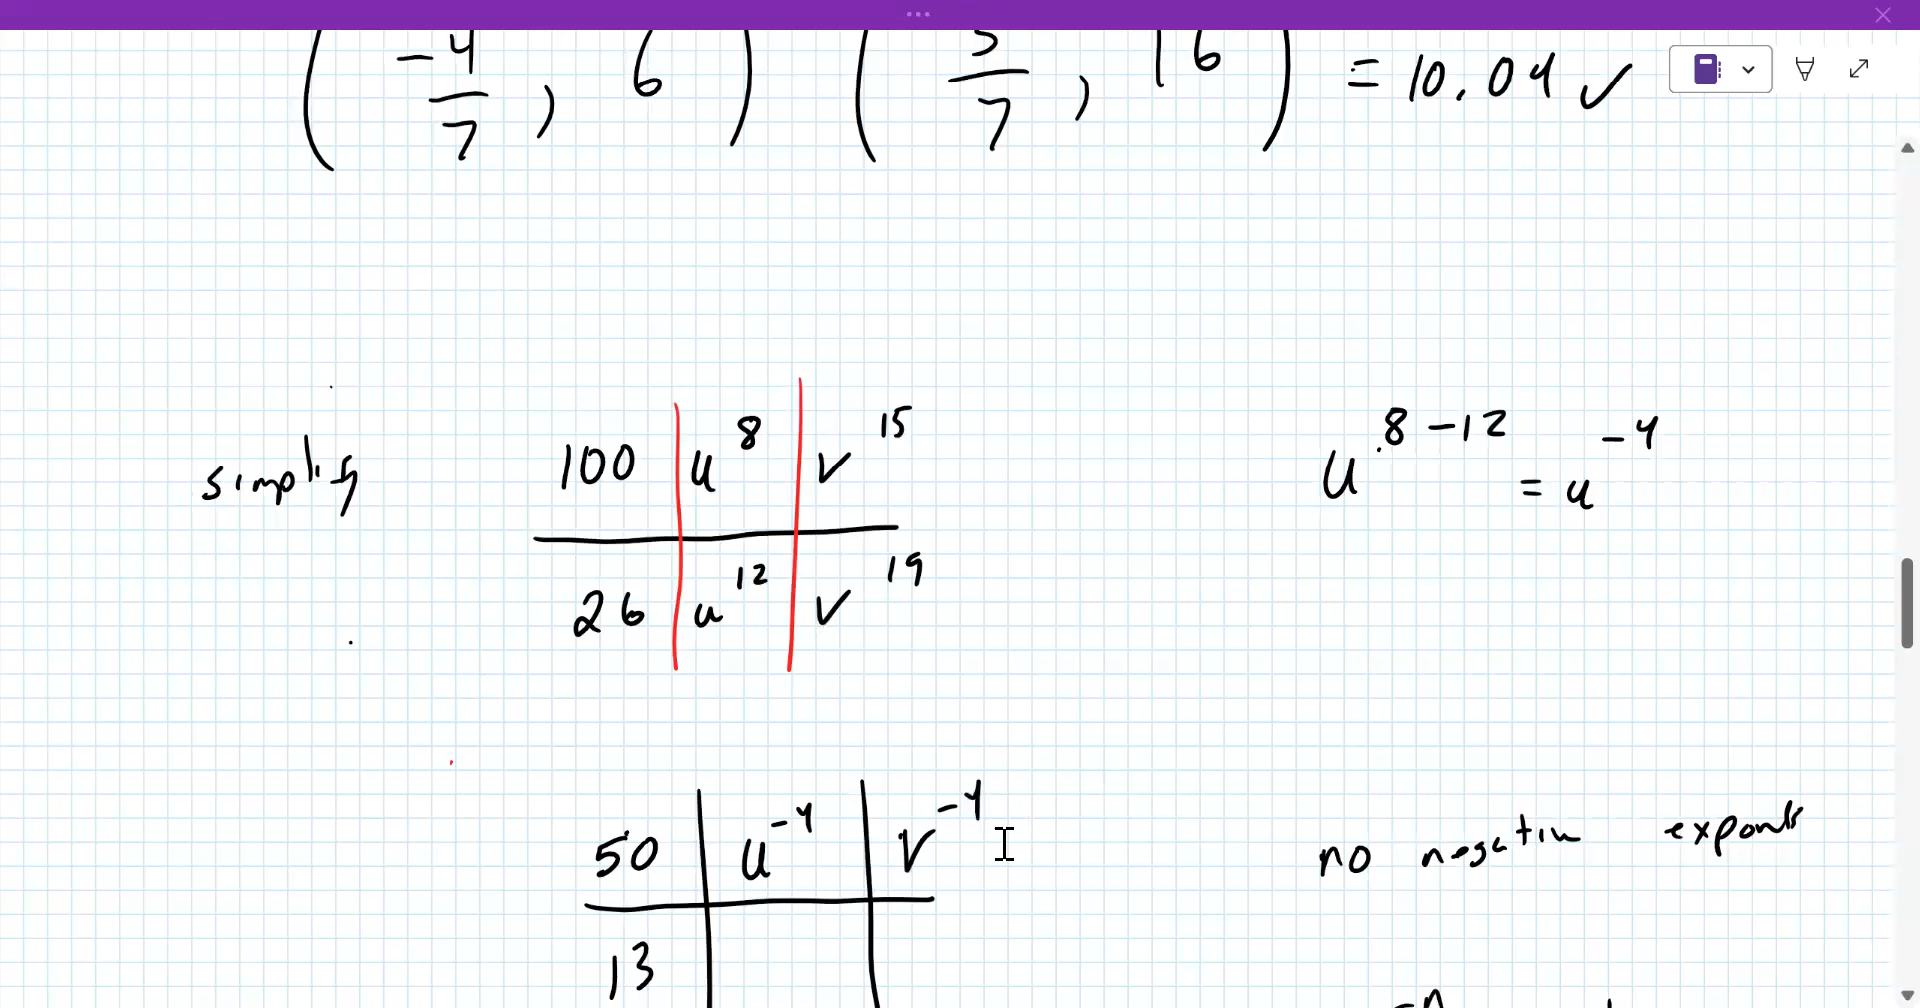 (-4/7, 6) (5/7, 16) = 10.04 ✓
simplify 100 u^8 v^15 / 26 u^12 v^19
u^8-12 = u^-4
50 u^-4 v^-4 / 13
no negative exponents